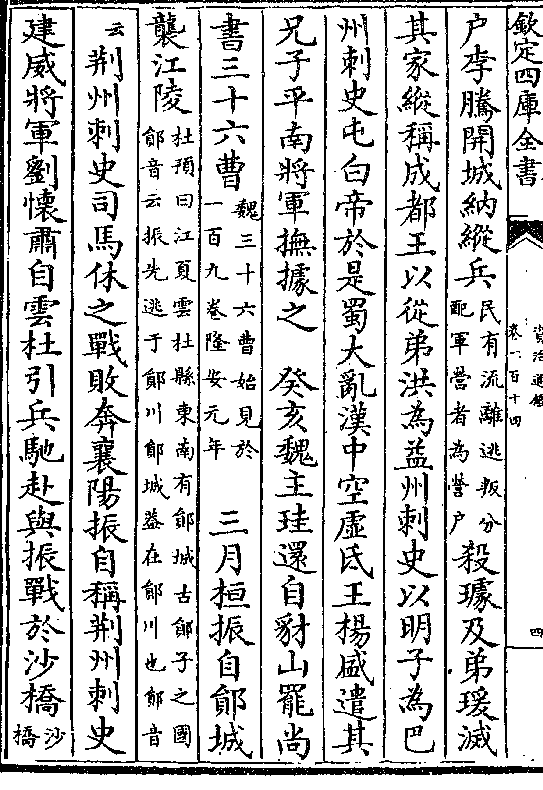 欽定四庫全書
資治通鑑
卷一百十四
四
户李騰開城納縱兵民有流離逃叛分配軍營者為營户殺璩及弟瑗滅
其家縱稱成都王以從弟洪為益州刺史以明子為巴
州刺史屯白帝於是蜀大亂漢中空虛氐王楊盛遣其
兄子平南將軍撫據之 癸亥魏主珪還自豺山罷尚
書三十六曹魏三十六曹始見於一百九卷隆安元年 三月桓振自鄖城
襲江陵杜預曰江夏雲杜縣東南有鄖城古鄖子之國鄖音云振先逃于鄖川鄖城葢在鄖川也鄖音
云荆州刺史司馬休之戰敗奔襄陽振自稱荆州刺史
建威將軍劉懷肅自雲杜引兵馳赴與振戰於沙橋沙橋